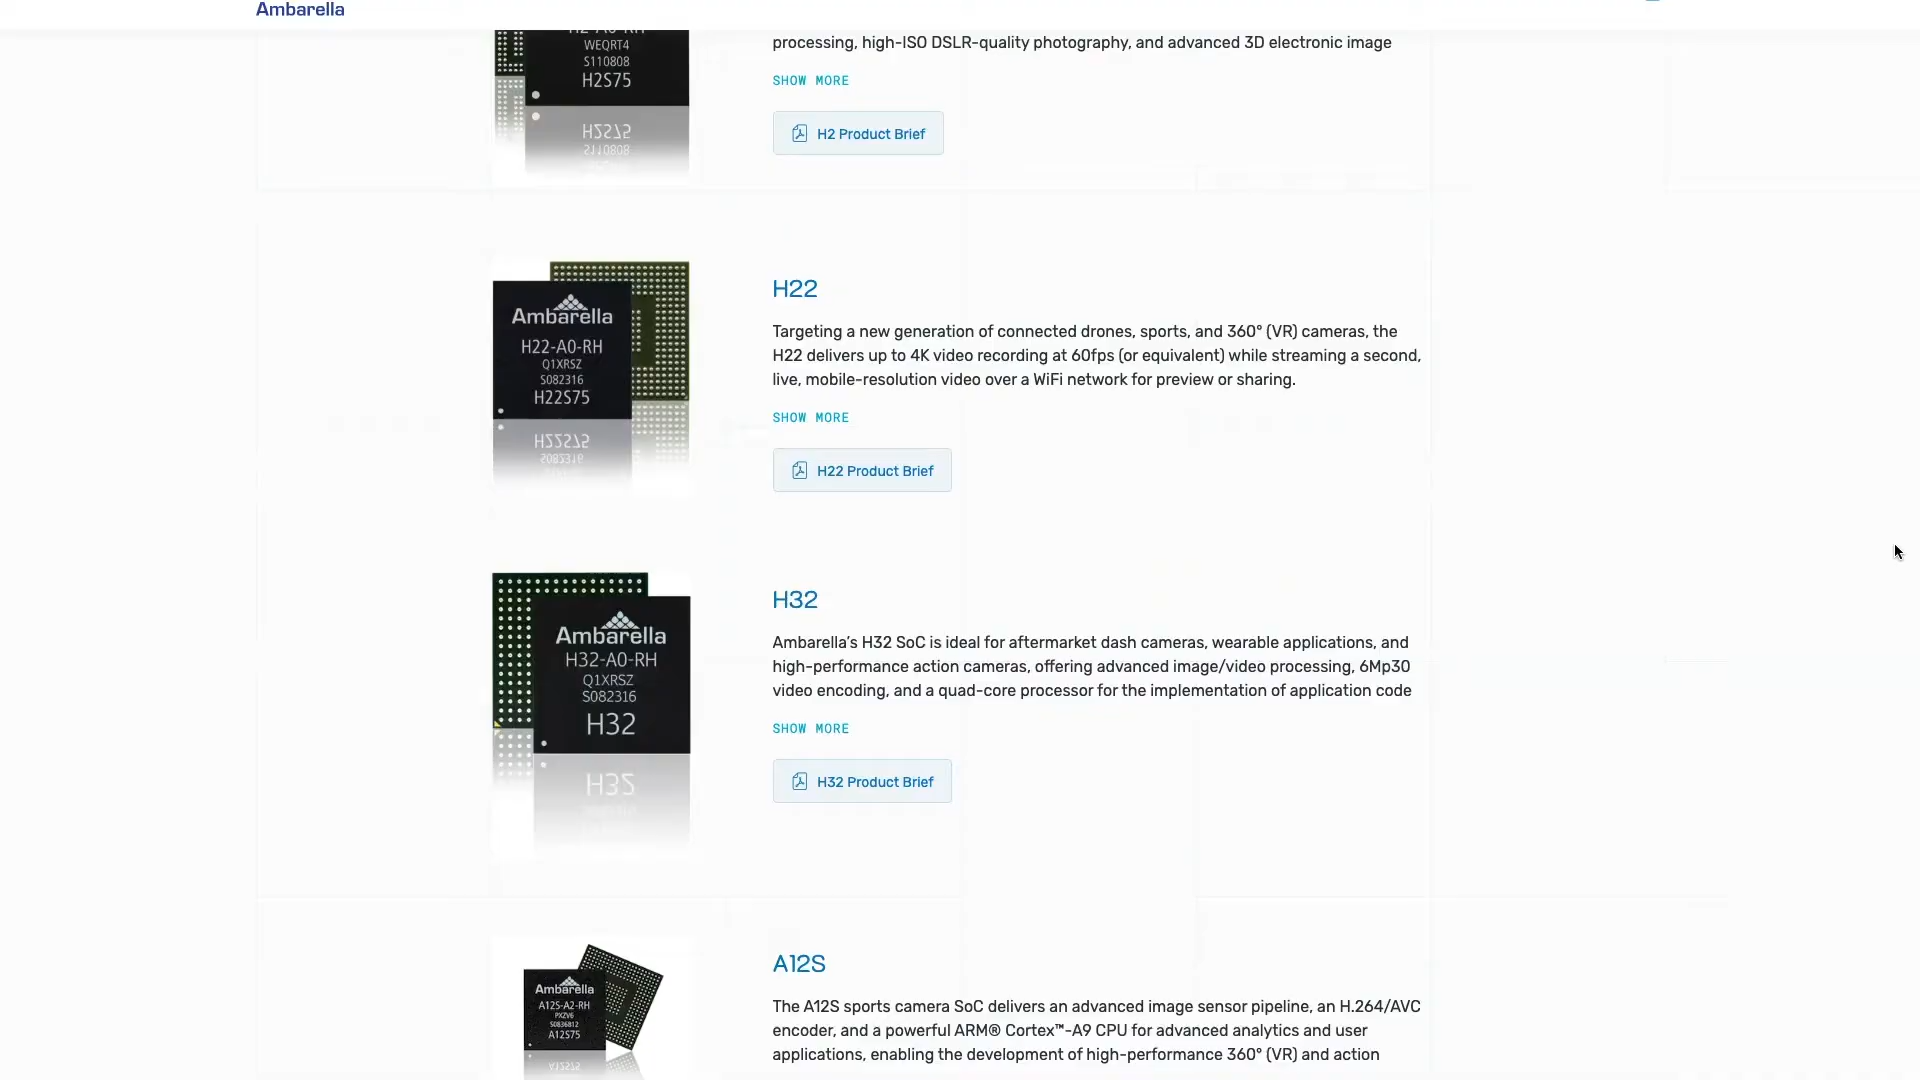 Ambarella
H2-A0-RH
WEQRT4
S110808
H2S75
processing, high-ISO DSLR-quality photography, and advanced 3D electronic image
SHOW MORE
H2 Product Brief
Ambarella
H22-A0-RH
Q1XRSZ
S082316
H22S75
H22
Targeting a new generation of connected drones, sports, and 360° (VR) cameras, the
H22 delivers up to 4K video recording at 60fps (or equivalent) while streaming a second,
live, mobile-resolution video over a WiFi network for preview or sharing.
SHOW MORE
H22 Product Brief
Ambarella
H32-A0-RH
Q1XRSZ
S082316
H32
H32
Ambarella's H32 SoC is ideal for aftermarket dash cameras, wearable applications, and
high-performance action cameras, offering advanced image/video processing, 6Mp30
video encoding, and a quad-core processor for the implementation of application code
SHOW MORE
H32 Product Brief
Ambarella
A12S-A2-RH
PXZV6
S0836812
A12S75
A12S
The A12S sports camera SoC delivers an advanced image sensor pipeline, an H.264/AVC
encoder, and a powerful ARM® Cortex™-A9 CPU for advanced analytics and user
applications, enabling the development of high-performance 360° (VR) and action